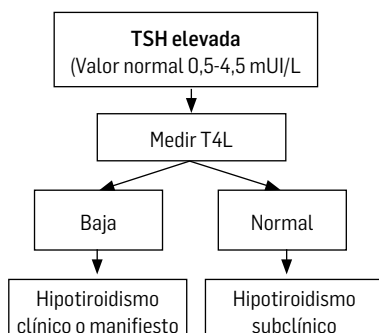 TSH elevada
(Valor normal 0,5-4,5 mUI/L
Medir T4L
Baja
Normal
Hipotiroidismo
clínico o manifiesto
Hipotiroidismo
subclínico